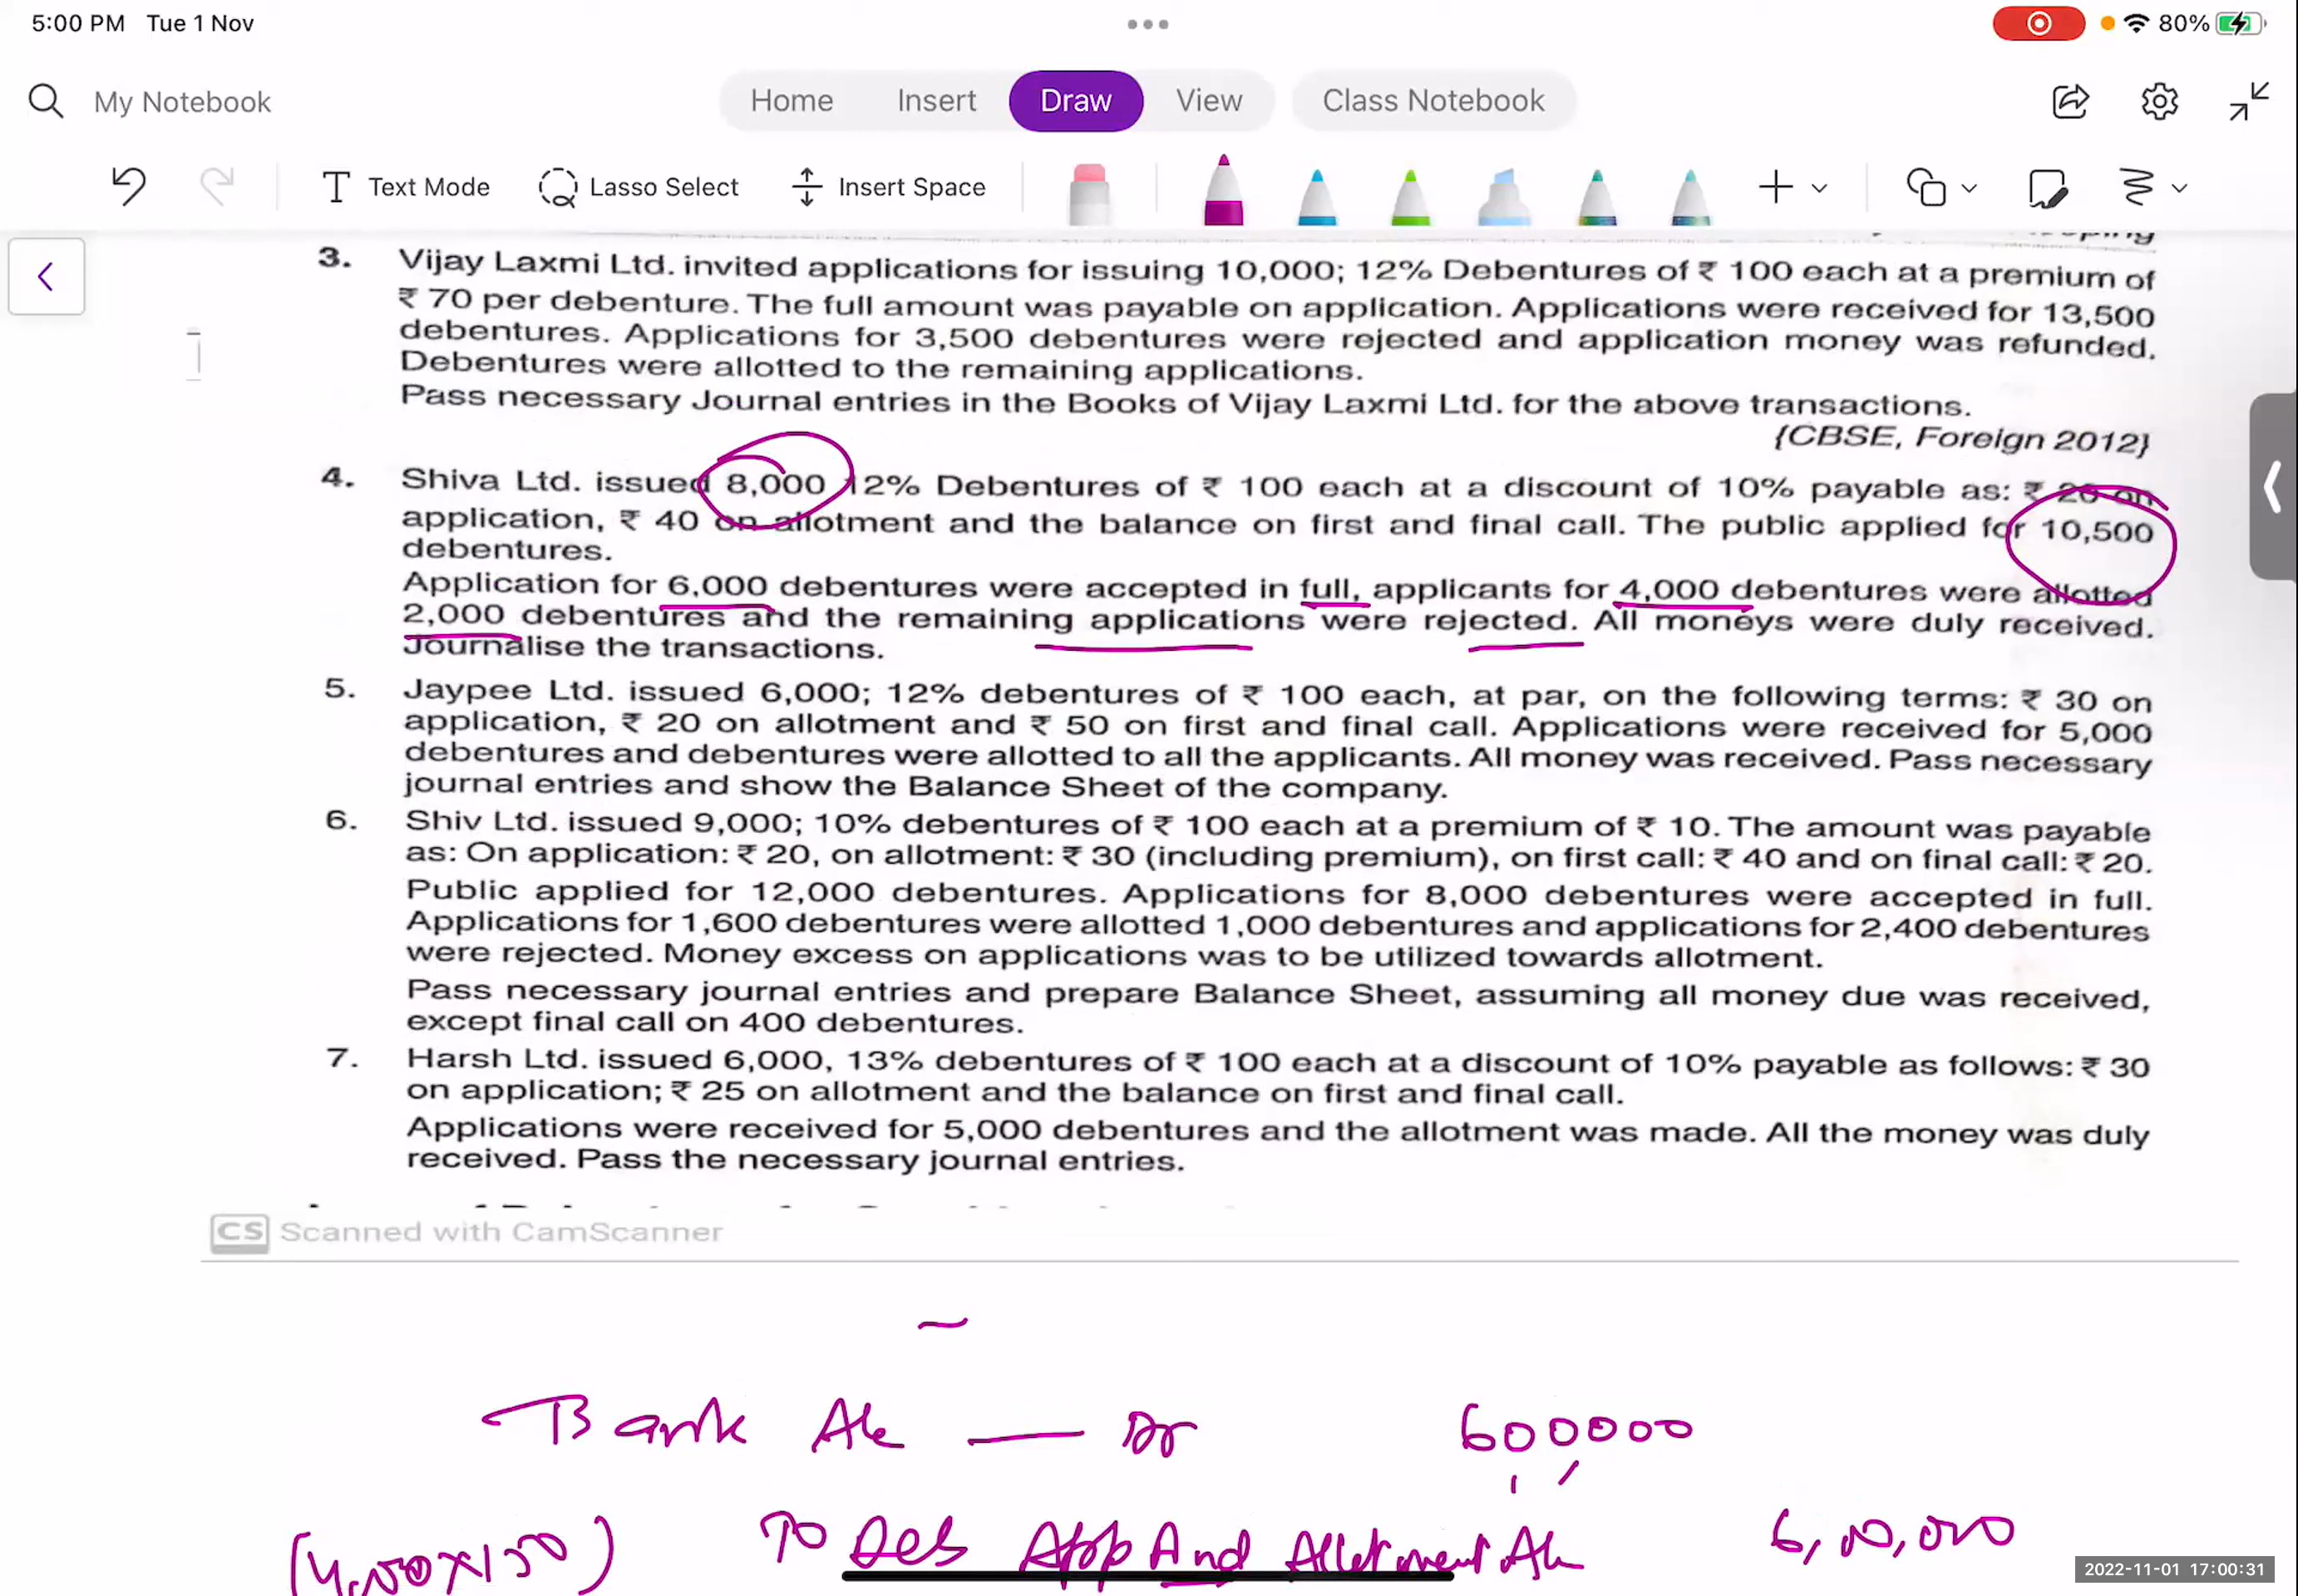 5:00 PM Tue 1 Nov
80%
My Notebook
Home Insert Draw View Class Notebook
Text Mode Lasso Select Insert Space
3. Vijay Laxmi Ltd. invited applications for issuing 10,000; 12% Debentures of ₹ 100 each at a premium of
₹ 70 per debenture. The full amount was payable on application. Applications were received for 13,500
debentures. Applications for 3,500 debentures were rejected and application money was refunded.
Debentures were allotted to the remaining applications.
Pass necessary Journal entries in the Books of Vijay Laxmi Ltd. for the above transactions.
{CBSE, Foreign 2012}
4. Shiva Ltd. issued 8,000 12% Debentures of ₹ 100 each at a discount of 10% payable as: ₹ 20 on
application, ₹ 40 on allotment and the balance on first and final call. The public applied for 10,500
debentures.
Application for 6,000 debentures were accepted in full, applicants for 4,000 debentures were allotted
2,000 debentures and the remaining applications were rejected. All moneys were duly received.
Journalise the transactions.
5. Jaypee Ltd. issued 6,000; 12% debentures of ₹ 100 each, at par, on the following terms: ₹ 30 on
application, ₹ 20 on allotment and ₹ 50 on first and final call. Applications were received for 5,000
debentures and debentures were allotted to all the applicants. All money was received. Pass necessary
journal entries and show the Balance Sheet of the company.
6. Shiv Ltd. issued 9,000; 10% debentures of ₹ 100 each at a premium of ₹ 10. The amount was payable
as: On application: ₹ 20, on allotment: ₹ 30 (including premium), on first call: ₹ 40 and on final call: ₹ 20.
Public applied for 12,000 debentures. Applications for 8,000 debentures were accepted in full.
Applications for 1,600 debentures were allotted 1,000 debentures and applications for 2,400 debentures
were rejected. Money excess on applications was to be utilized towards allotment.
Pass necessary journal entries and prepare Balance Sheet, assuming all money due was received,
except final call on 400 debentures.
7. Harsh Ltd. issued 6,000, 13% debentures of ₹ 100 each at a discount of 10% payable as follows: ₹ 30
on application; ₹ 25 on allotment and the balance on first and final call.
Applications were received for 5,000 debentures and the allotment was made. All the money was duly
received. Pass the necessary journal entries.
CS Scanned with CamScanner
Bank A/c — Dr 600000
(4,000×150) To Deb App And Allotment A/c 6,00,000
2022-11-01 17:00:31